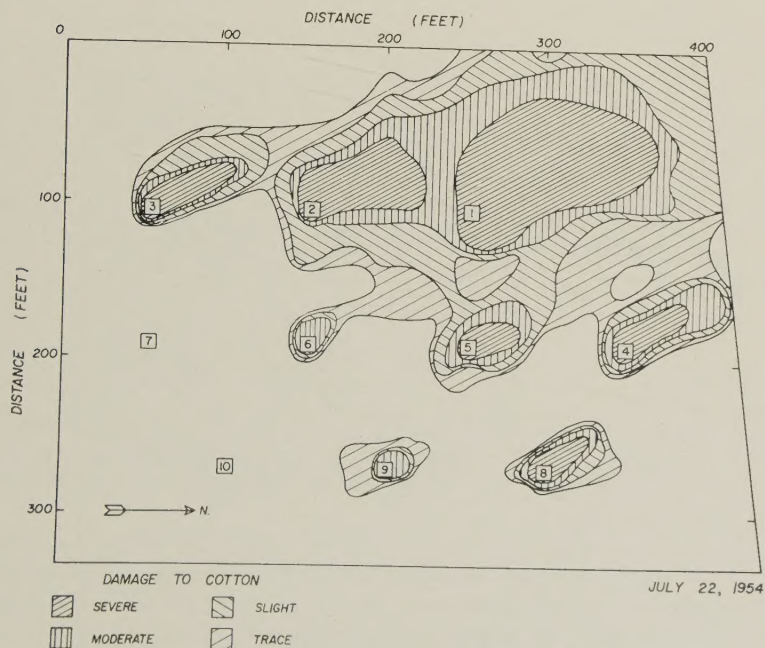 DISTANCE (FEET)
0 100 200 300 400
100
200
300
DISTANCE (FEET)
3 2 1
7 6 5 4
10 9 8
N.
DAMAGE TO COTTON
SEVERE SLIGHT
MODERATE TRACE
JULY 22, 1954